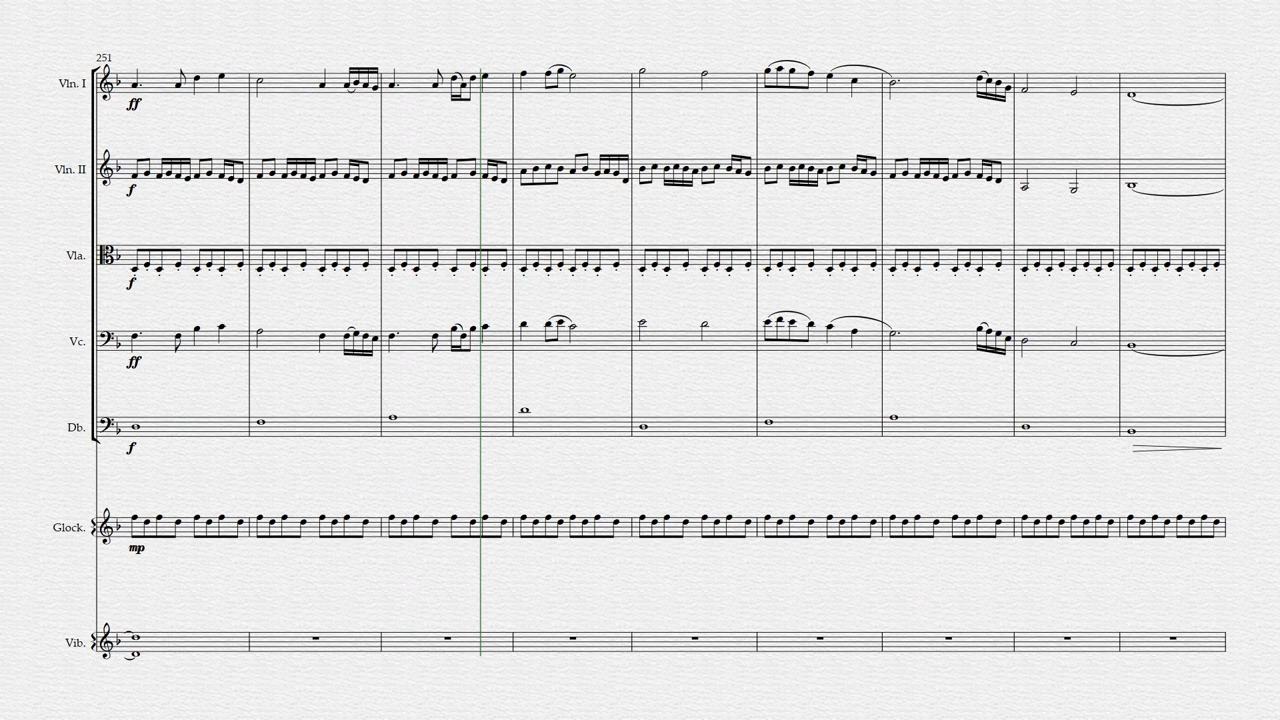 251
Vln. I
ff
Vln. II
f
Vla.
f
Vc.
ff
Db.
f
Glock.
mp
Vib.